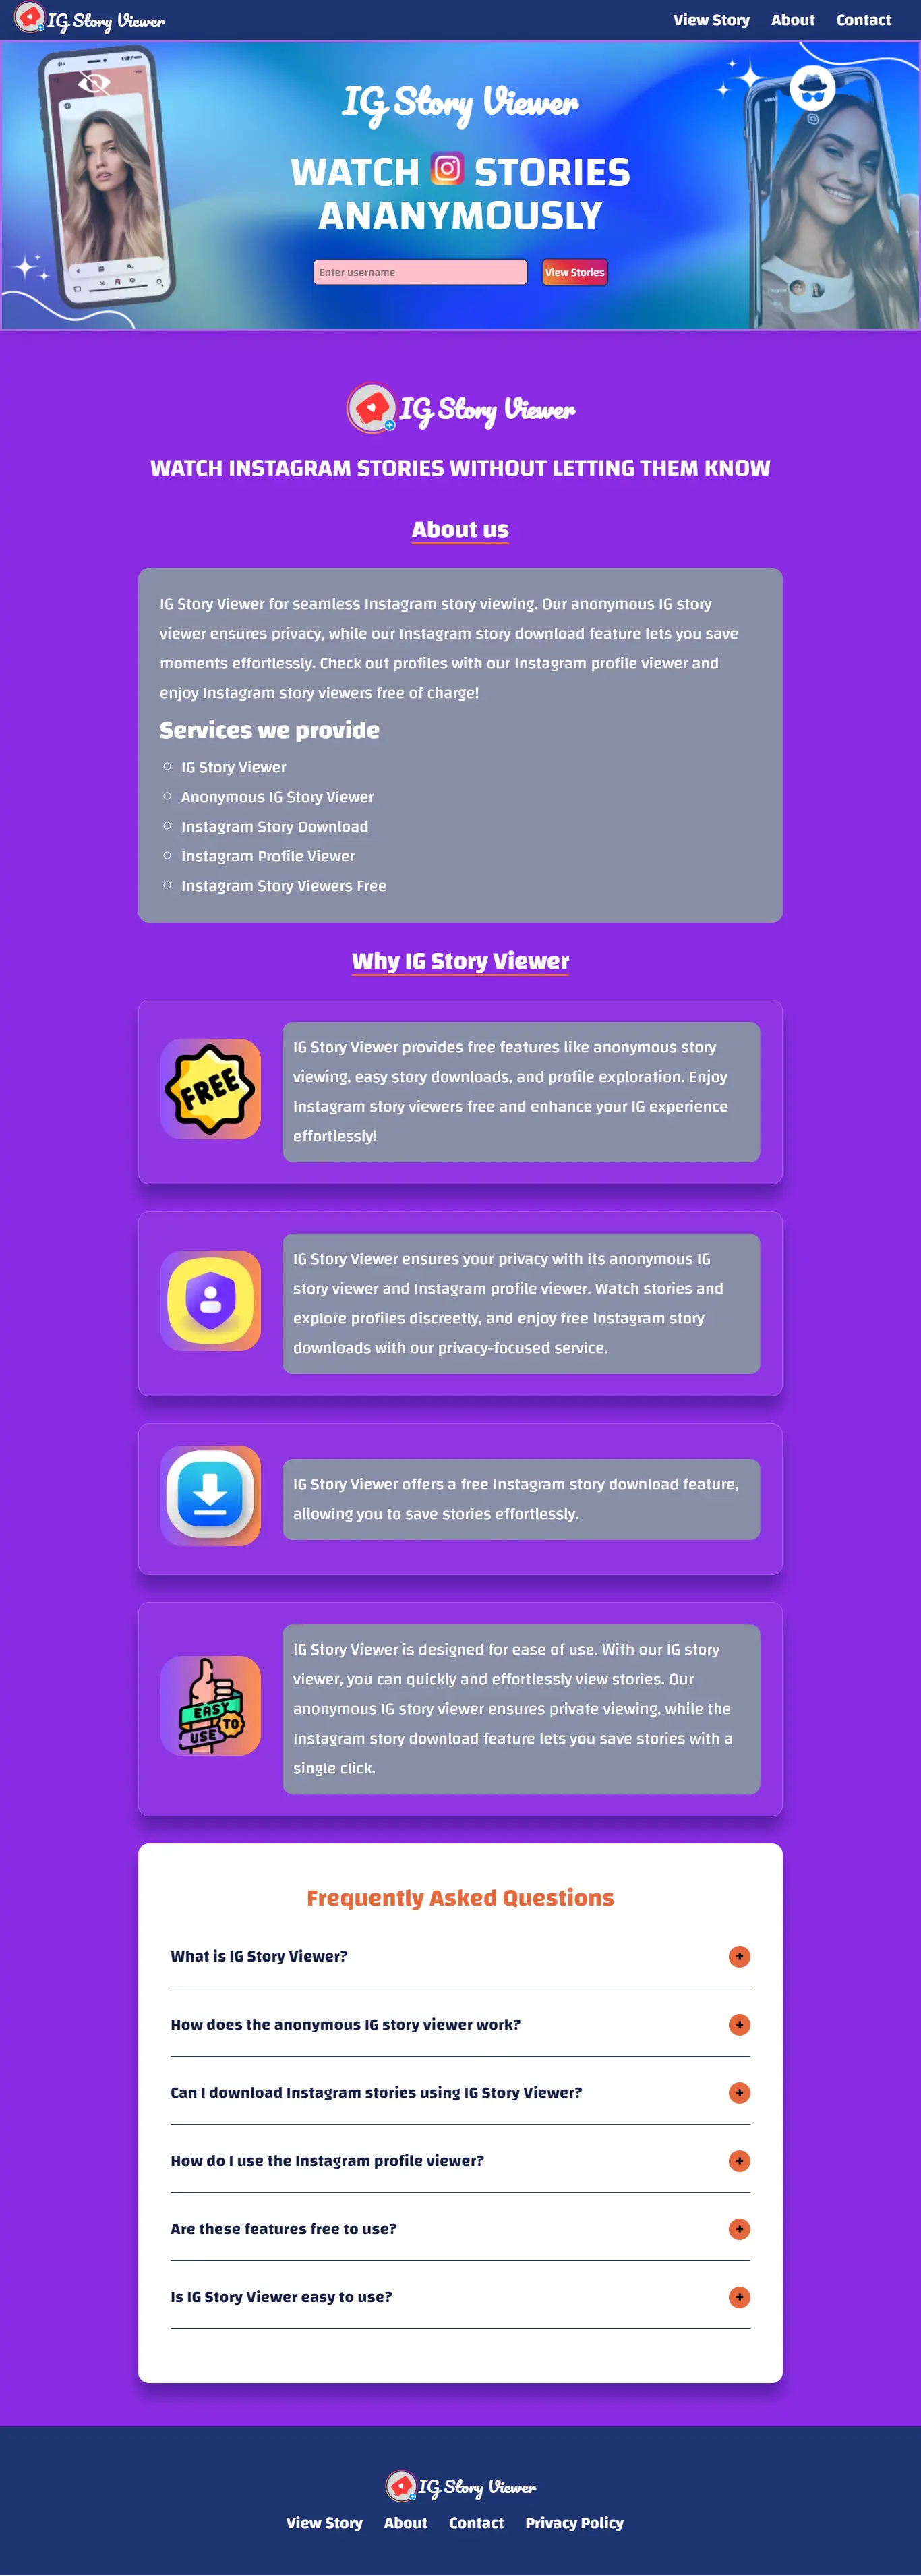 IG Story Viewer
View Story About Contact
IG Story Viewer
WATCH STORIES
ANANYMOUSLY
Enter username
View Stories
IG Story Viewer
WATCH INSTAGRAM STORIES WITHOUT LETTING THEM KNOW
About us
IG Story Viewer for seamless Instagram story viewing. Our anonymous IG story
viewer ensures privacy, while our Instagram story download feature lets you save
moments effortlessly. Check out profiles with our Instagram profile viewer and
enjoy Instagram story viewers free of charge!
Services we provide
IG Story Viewer
Anonymous IG Story Viewer
Instagram Story Download
Instagram Profile Viewer
Instagram Story Viewers Free
Why IG Story Viewer
FREE
IG Story Viewer provides free features like anonymous story
viewing, easy story downloads, and profile exploration. Enjoy
Instagram story viewers free and enhance your IG experience
effortlessly!
IG Story Viewer ensures your privacy with its anonymous IG
story viewer and Instagram profile viewer. Watch stories and
explore profiles discreetly, and enjoy free Instagram story
downloads with our privacy-focused service.
IG Story Viewer offers a free Instagram story download feature,
allowing you to save stories effortlessly.
EASY
TO
USE
IG Story Viewer is designed for ease of use. With our IG story
viewer, you can quickly and effortlessly view stories. Our
anonymous IG story viewer ensures private viewing, while the
Instagram story download feature lets you save stories with a
single click.
Frequently Asked Questions
What is IG Story Viewer?
+
How does the anonymous IG story viewer work?
+
Can I download Instagram stories using IG Story Viewer?
+
How do I use the Instagram profile viewer?
+
Are these features free to use?
+
Is IG Story Viewer easy to use?
+
IG Story Viewer
View Story About Contact Privacy Policy